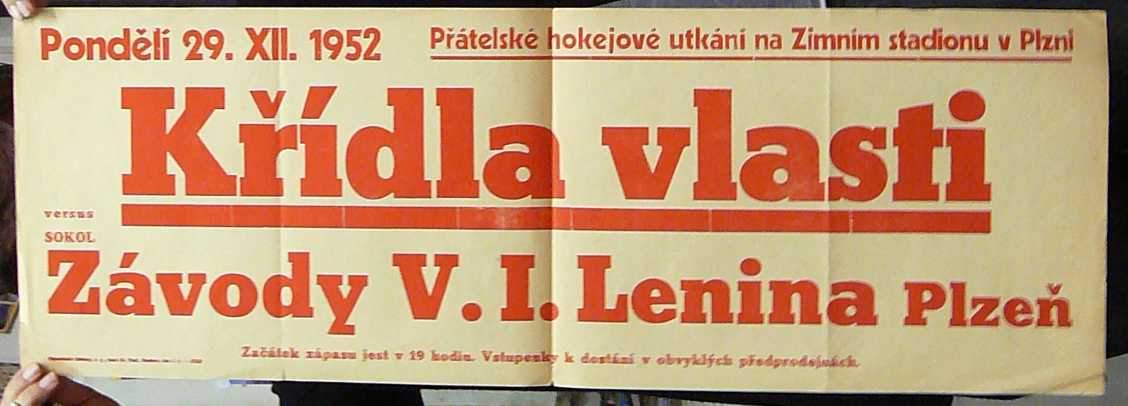 Pondělí 29. XII. 1952
Přátelské hokejové utkání na Zimním stadionu v Plzni
Křídla vlasti
versus
SOKOL
Závody V. I. Lenina Plzeň
Začátek zápasu jest v 19 hodin. Vstupenky k dostání v obvyklých předprodejnách.